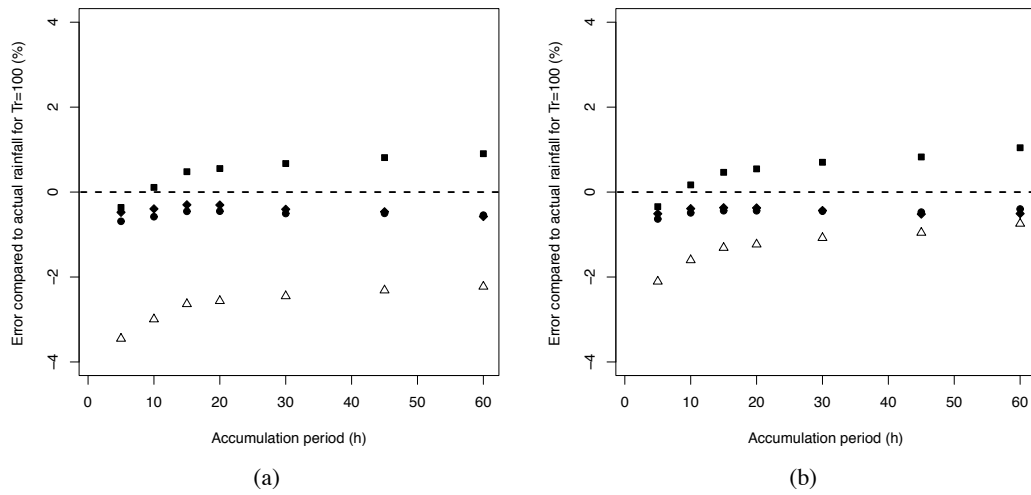 Error compared to actual rainfall for Tr=100 (%)
4
2
0
−2
−4
0 10 20 30 40 50 60
Accumulation period (h)
(a)
Error compared to actual rainfall for Tr=100 (%)
4
2
0
−2
−4
0 10 20 30 40 50 60
Accumulation period (h)
(b)